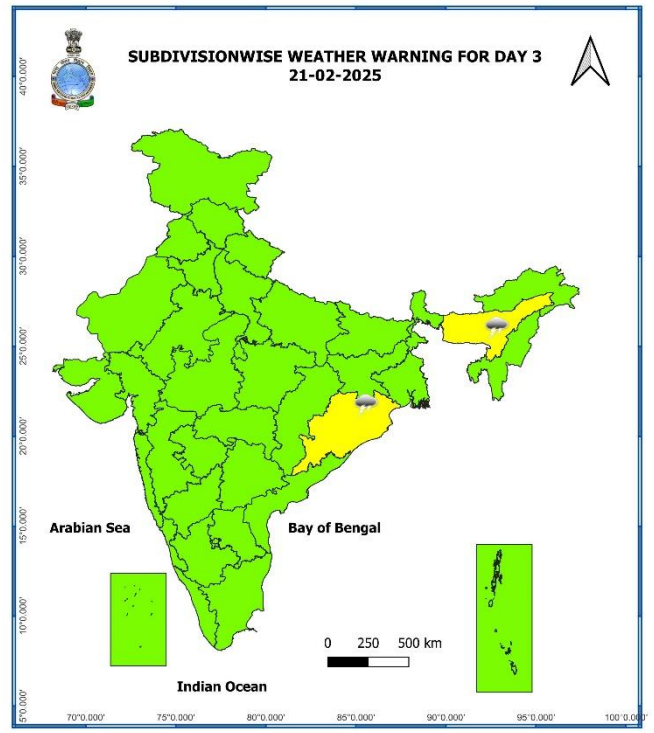 SUBDIVISIONWISE WEATHER WARNING FOR DAY 3
21-02-2025
40°0.000'
35°0.000'
30°0.000'
25°0.000'
20°0.000'
15°0.000'
10°0.000'
5°0.000'
Arabian Sea
Bay of Bengal
0 250 500 km
Indian Ocean
70°0.000' 75°0.000' 80°0.000' 85°0.000' 90°0.000' 95°0.000' 100°0.000'